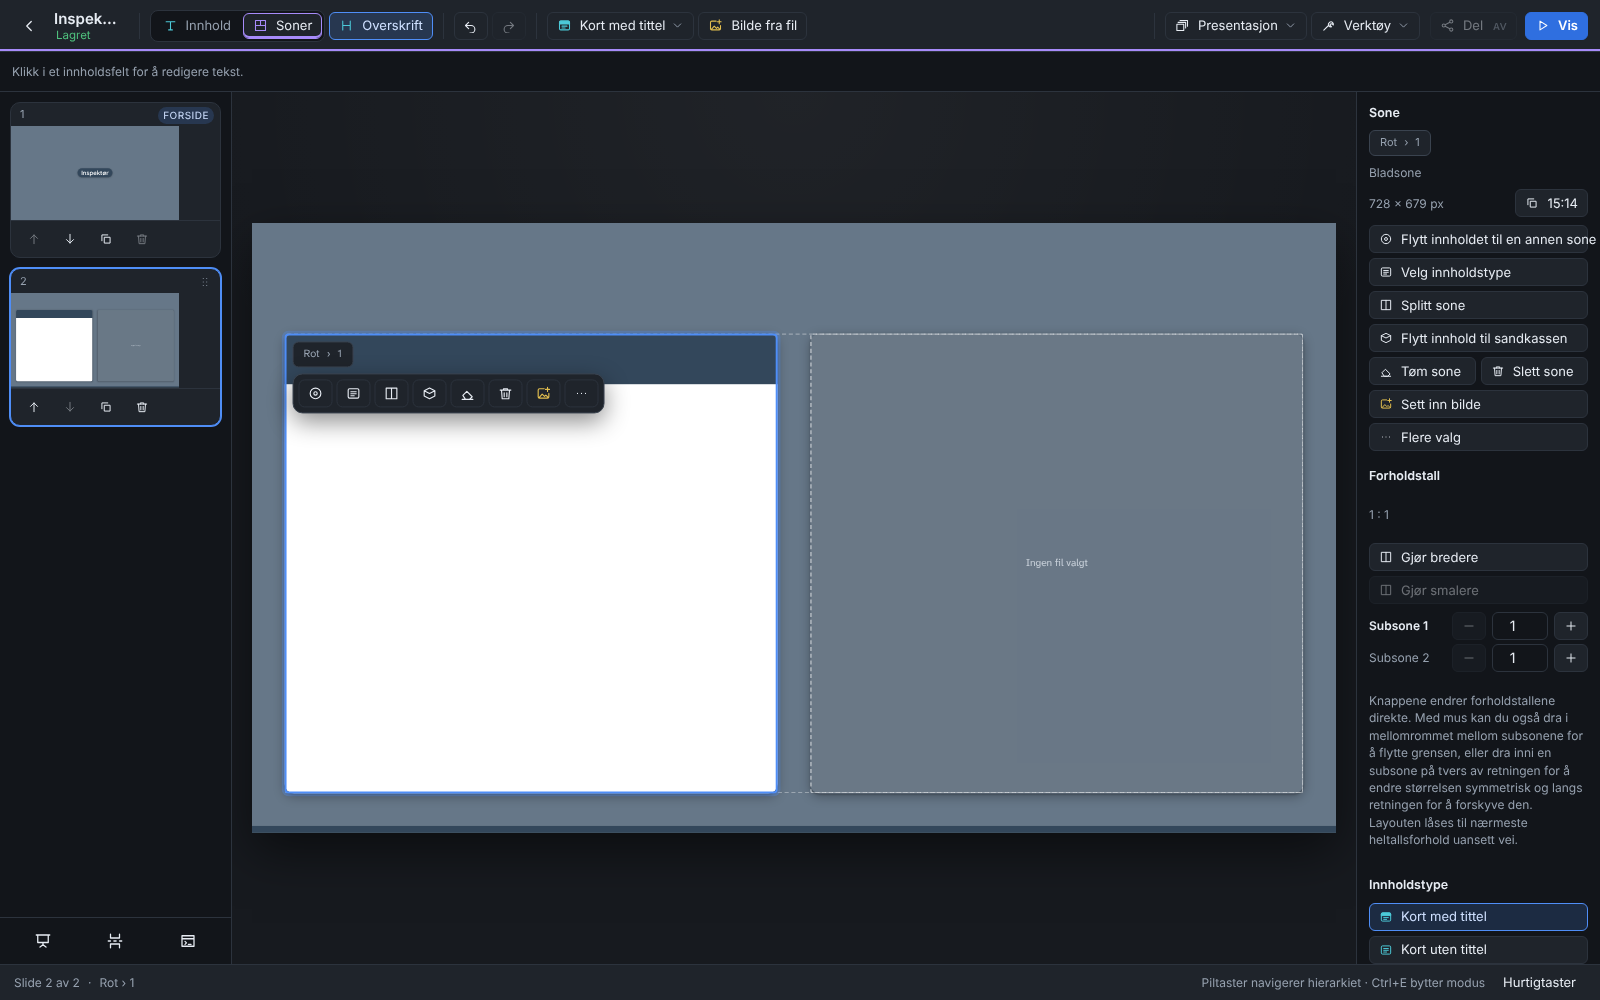 Inspek...
Lagret
Innhold
Soner
Overskrift
Kort med tittel
Bilde fra fil
Presentasjon
Verktøy
Del AV
Vis
Klikk i et innholdsfelt for å redigere tekst.
1
FORSIDE
Inspektør
2
Rot › 1
Ingen fil valgt
Sone
Rot › 1
Bladsone
728 × 679 px
15:14
Flytt innholdet til en annen sone
Velg innholdstype
Splitt sone
Flytt innhold til sandkassen
Tøm sone
Slett sone
Sett inn bilde
Flere valg
Forholdstall
1 : 1
Gjør bredere
Gjør smalere
Subsone 1
1
Subsone 2
1
Knappene endrer forholdstallene
direkte. Med mus kan du også dra i
mellomrommet mellom subsonene for
å flytte grensen, eller dra inni en
subsone på tvers av retningen for å
endre størrelsen symmetrisk og langs
retningen for å forskyve den.
Layouten låses til nærmeste
heltallsforhold uansett vei.
Innholdstype
Kort med tittel
Kort uten tittel
Slide 2 av 2 · Rot › 1
Piltaster navigerer hierarkiet · Ctrl+E bytter modus
Hurtigtaster